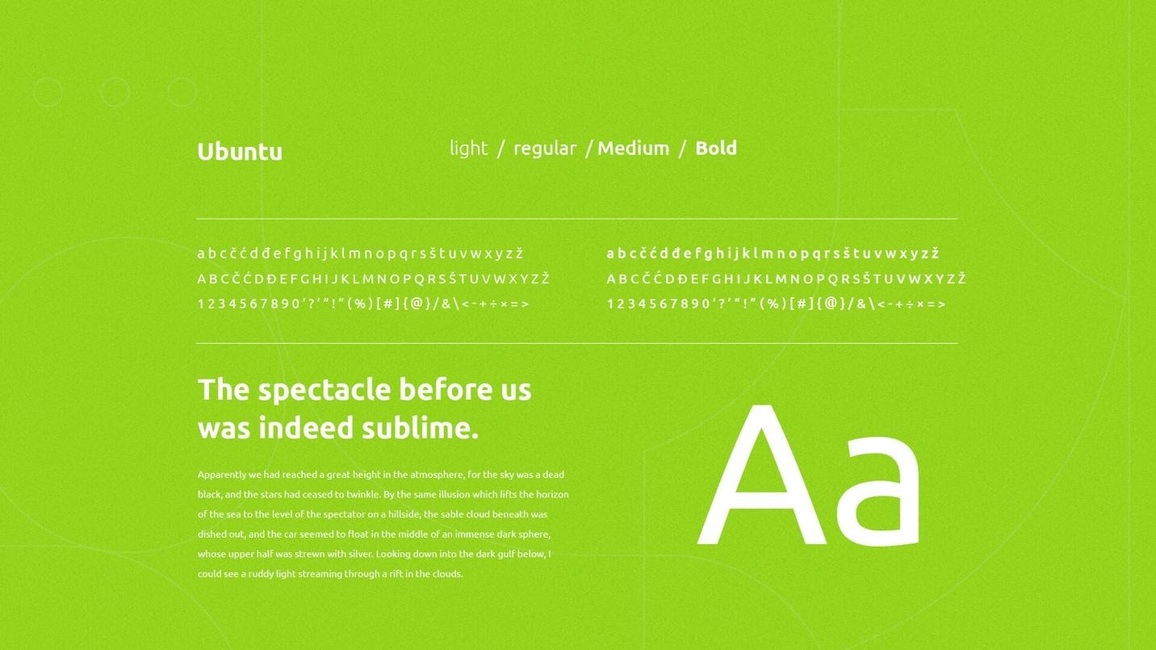 Ubuntu
light / regular / Medium / Bold
a b c č ć d đ e f g h i j k l m n o p q r s š t u v w x y z ž
A B C Č Ć D Đ E F G H I J K L M N O P Q R S Š T U V W X Y Z Ž
1 2 3 4 5 6 7 8 9 0 ‘ ? ’ “ ! ” ( % ) [ # ] { @ } / & \ < - + ÷ × = >
a b c č ć d đ e f g h i j k l m n o p q r s š t u v w x y z ž
A B C Č Ć D Đ E F G H I J K L M N O P Q R S Š T U V W X Y Z Ž
1 2 3 4 5 6 7 8 9 0 ‘ ? ’ “ ! ” ( % ) [ # ] { @ } / & \ < - + ÷ × = >
The spectacle before us
was indeed sublime.
Apparently we had reached a great height in the atmosphere, for the sky was a dead
black, and the stars had ceased to twinkle. By the same illusion which lifts the horizon
of the sea to the level of the spectator on a hillside, the sable cloud beneath was
dished out, and the car seemed to float in the middle of an immense dark sphere,
whose upper half was strewn with silver. Looking down into the dark gulf below, I
could see a ruddy light streaming through a rift in the clouds.
Aa